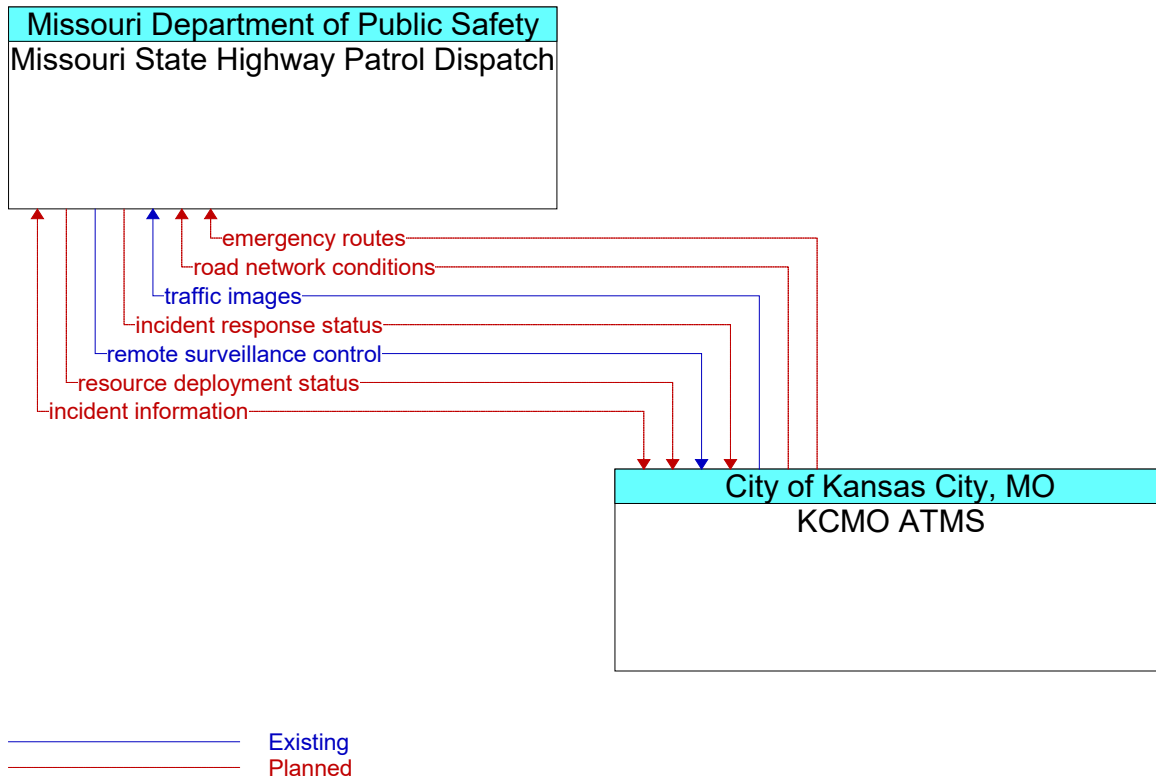 Missouri Department of Public Safety
Missouri State Highway Patrol Dispatch
emergency routes
road network conditions
traffic images
incident response status
remote surveillance control
resource deployment status
incident information
City of Kansas City, MO
KCMO ATMS
Existing
Planned